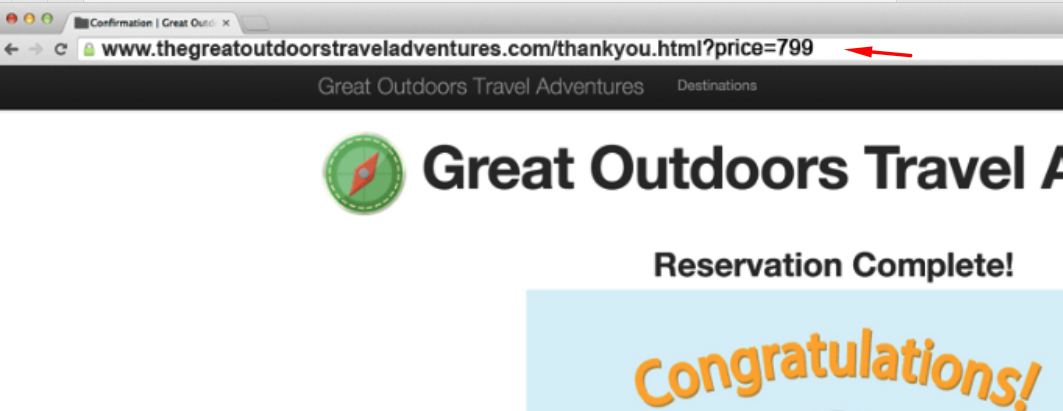 Confirmation | Great Outd
www.thegreatoutdoorstraveladventures.com/thankyou.html?price=799
Great Outdoors Travel Adventures Destinations
Great Outdoors Travel A
Reservation Complete!
Congratulations!